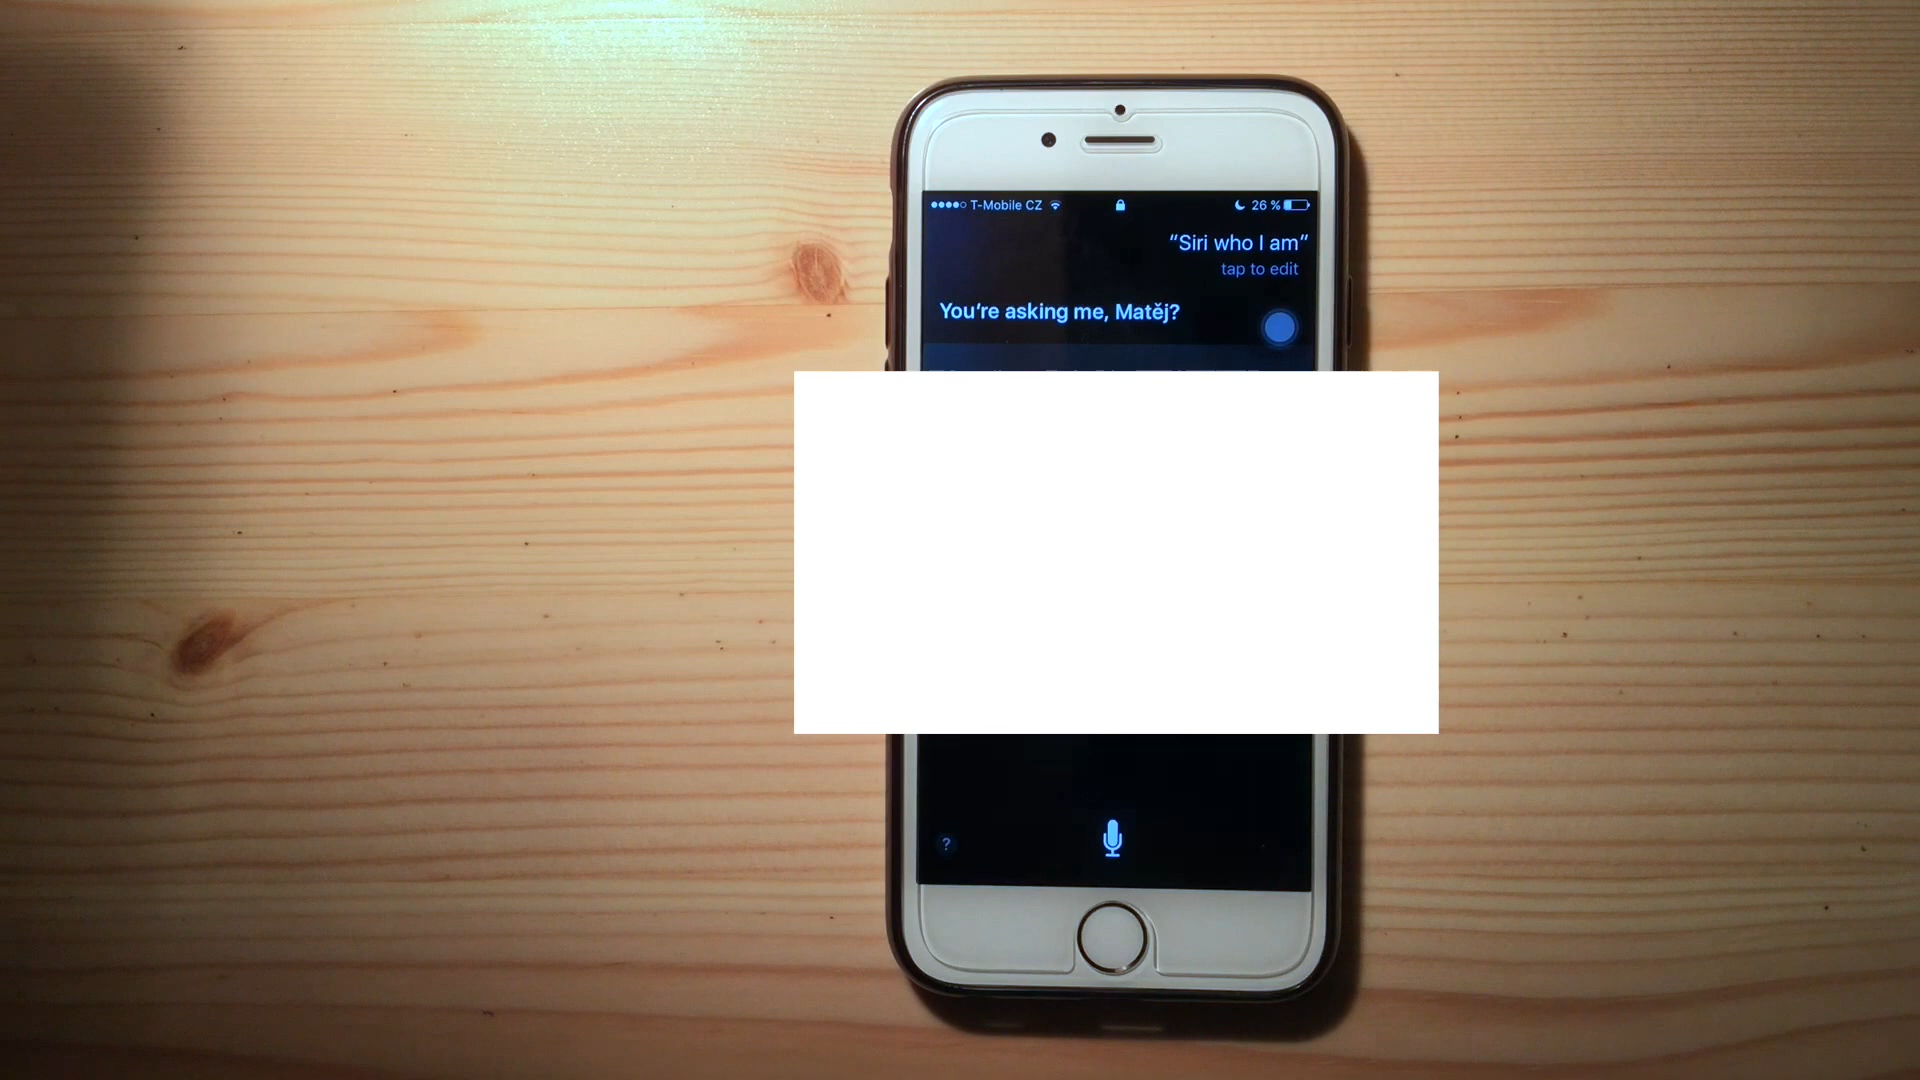 T-Mobile CZ 26 %
“Siri who I am”
tap to edit
You're asking me, Matěj?
?